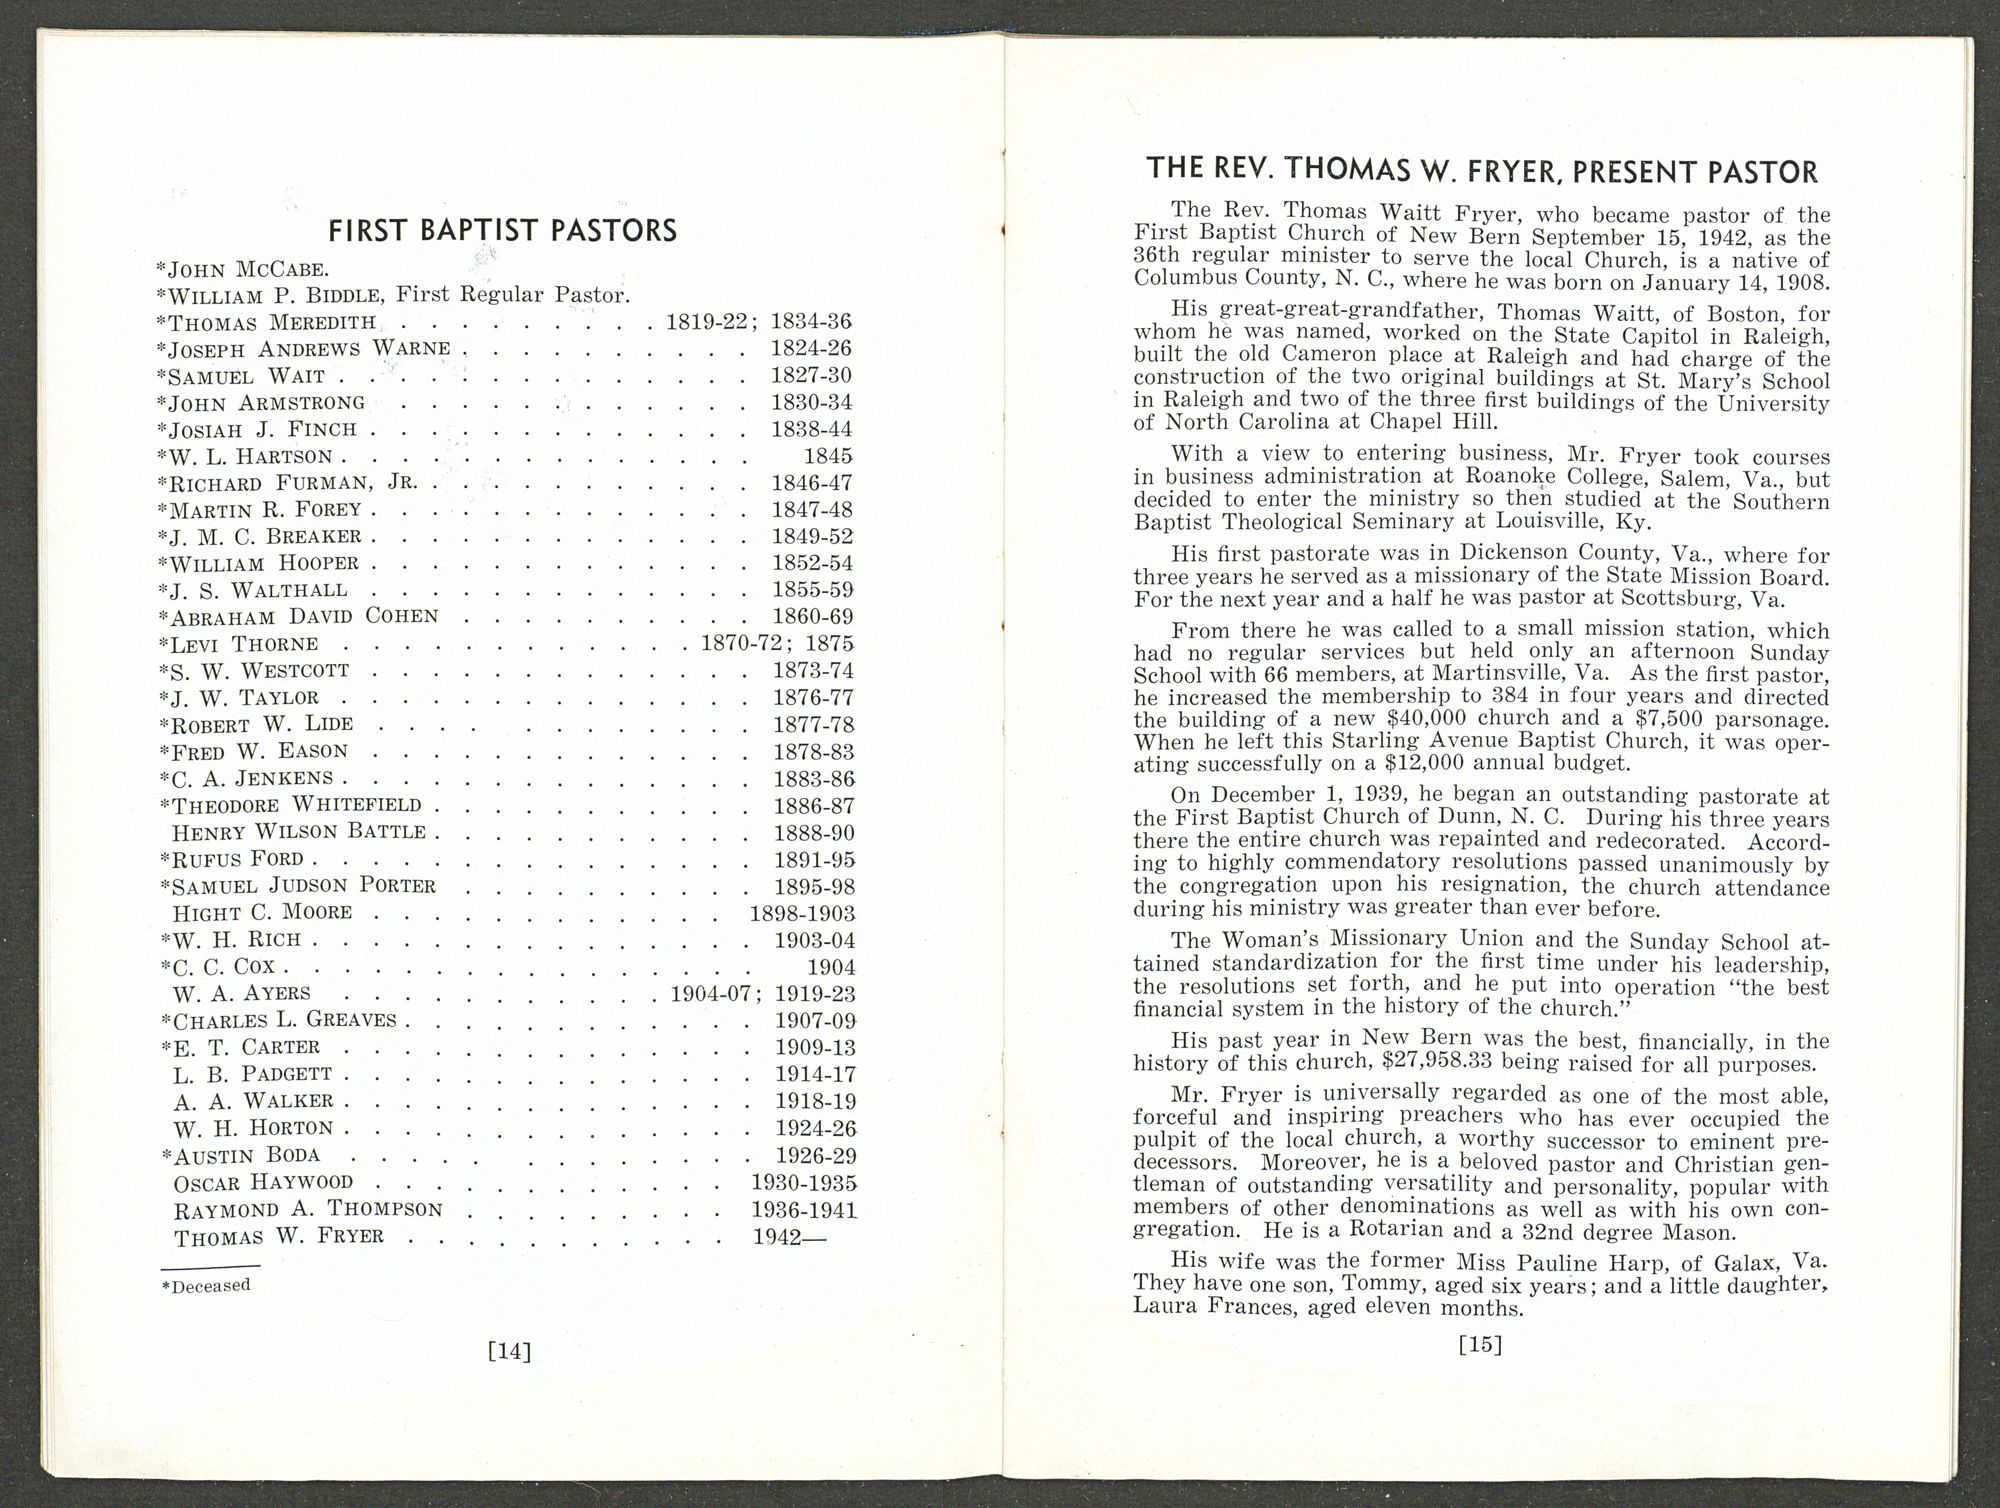 FIRST BAPTIST PASTORS
*JOHN MCCABE.
*WILLIAM P. BIDDLE, First Regular Pastor.
*THOMAS MEREDITH . . . . . . . . . 1819-22; 1834-36
*JOSEPH ANDREWS WARNE . . . . . . . . . . 1824-26
*SAMUEL WAIT . . . . . . . . . . . . . . 1827-30
*JOHN ARMSTRONG . . . . . . . . . . . . 1830-34
*JOSIAH J. FINCH . . . . . . . . . . . . . 1838-44
*W. L. HARTSON . . . . . . . . . . . . . . 1845
*RICHARD FURMAN, JR. . . . . . . . . . . . 1846-47
*MARTIN R. FOREY . . . . . . . . . . . . . 1847-48
*J. M. C. BREAKER . . . . . . . . . . . . . 1849-52
*WILLIAM HOOPER . . . . . . . . . . . . . 1852-54
*J. S. WALTHALL . . . . . . . . . . . . . 1855-59
*ABRAHAM DAVID COHEN . . . . . . . . . . 1860-69
*LEVI THORNE . . . . . . . . . . . . 1870-72; 1875
*S. W. WESTCOTT . . . . . . . . . . . . . 1873-74
*J. W. TAYLOR . . . . . . . . . . . . . . 1876-77
*ROBERT W. LIDE . . . . . . . . . . . . 1877-78
*FRED W. EASON . . . . . . . . . . . . . 1878-83
*C. A. JENKENS . . . . . . . . . . . . . . 1883-86
*THEODORE WHITEFIELD . . . . . . . . . . . 1886-87
HENRY WILSON BATTLE . . . . . . . . . . . 1888-90
*RUFUS FORD . . . . . . . . . . . . . . . 1891-95
*SAMUEL JUDSON PORTER . . . . . . . . . . 1895-98
HIGHT C. MOORE . . . . . . . . . . . . 1898-1903
*W. H. RICH . . . . . . . . . . . . . . . 1903-04
*C. C. COX . . . . . . . . . . . . . . . . 1904
W. A. AYERS . . . . . . . . . . . 1904-07; 1919-23
*CHARLES L. GREAVES . . . . . . . . . . . . 1907-09
*E. T. CARTER . . . . . . . . . . . . . . 1909-13
L. B. PADGETT . . . . . . . . . . . . . . 1914-17
A. A. WALKER . . . . . . . . . . . . . . 1918-19
W. H. HORTON . . . . . . . . . . . . . . 1924-26
*AUSTIN BODA . . . . . . . . . . . . . 1926-29
OSCAR HAYWOOD . . . . . . . . . . . . . 1930-1935
RAYMOND A. THOMPSON . . . . . . . . . . 1936-1941
THOMAS W. FRYER . . . . . . . . . . . 1942—
*Deceased
[14]
THE REV. THOMAS W. FRYER, PRESENT PASTOR
The Rev. Thomas Waitt Fryer, who became pastor of the
First Baptist Church of New Bern September 15, 1942, as the
36th regular minister to serve the local Church, is a native of
Columbus County, N. C., where he was born on January 14, 1908.
His great-great-grandfather, Thomas Waitt, of Boston, for
whom he was named, worked on the State Capitol in Raleigh,
built the old Cameron place at Raleigh and had charge of the
construction of the two original buildings at St. Mary's School
in Raleigh and two of the three first buildings of the University
of North Carolina at Chapel Hill.
With a view to entering business, Mr. Fryer took courses
in business administration at Roanoke College, Salem, Va., but
decided to enter the ministry so then studied at the Southern
Baptist Theological Seminary at Louisville, Ky.
His first pastorate was in Dickenson County, Va., where for
three years he served as a missionary of the State Mission Board.
For the next year and a half he was pastor at Scottsburg, Va.
From there he was called to a small mission station, which
had no regular services but held only an afternoon Sunday
School with 66 members, at Martinsville, Va. As the first pastor,
he increased the membership to 384 in four years and directed
the building of a new $40,000 church and a $7,500 parsonage.
When he left this Starling Avenue Baptist Church, it was oper-
ating successfully on a $12,000 annual budget.
On December 1, 1939, he began an outstanding pastorate at
the First Baptist Church of Dunn, N. C. During his three years
there the entire church was repainted and redecorated. Accord-
ing to highly commendatory resolutions passed unanimously by
the congregation upon his resignation, the church attendance
during his ministry was greater than ever before.
The Woman's Missionary Union and the Sunday School at-
tained standardization for the first time under his leadership,
the resolutions set forth, and he put into operation "the best
financial system in the history of the church."
His past year in New Bern was the best, financially, in the
history of this church, $27,958.33 being raised for all purposes.
Mr. Fryer is universally regarded as one of the most able,
forceful and inspiring preachers who has ever occupied the
pulpit of the local church, a worthy successor to eminent pre-
decessors. Moreover, he is a beloved pastor and Christian gen-
tleman of outstanding versatility and personality, popular with
members of other denominations as well as with his own con-
gregation. He is a Rotarian and a 32nd degree Mason.
His wife was the former Miss Pauline Harp, of Galax, Va.
They have one son, Tommy, aged six years; and a little daughter,
Laura Frances, aged eleven months.
[15]